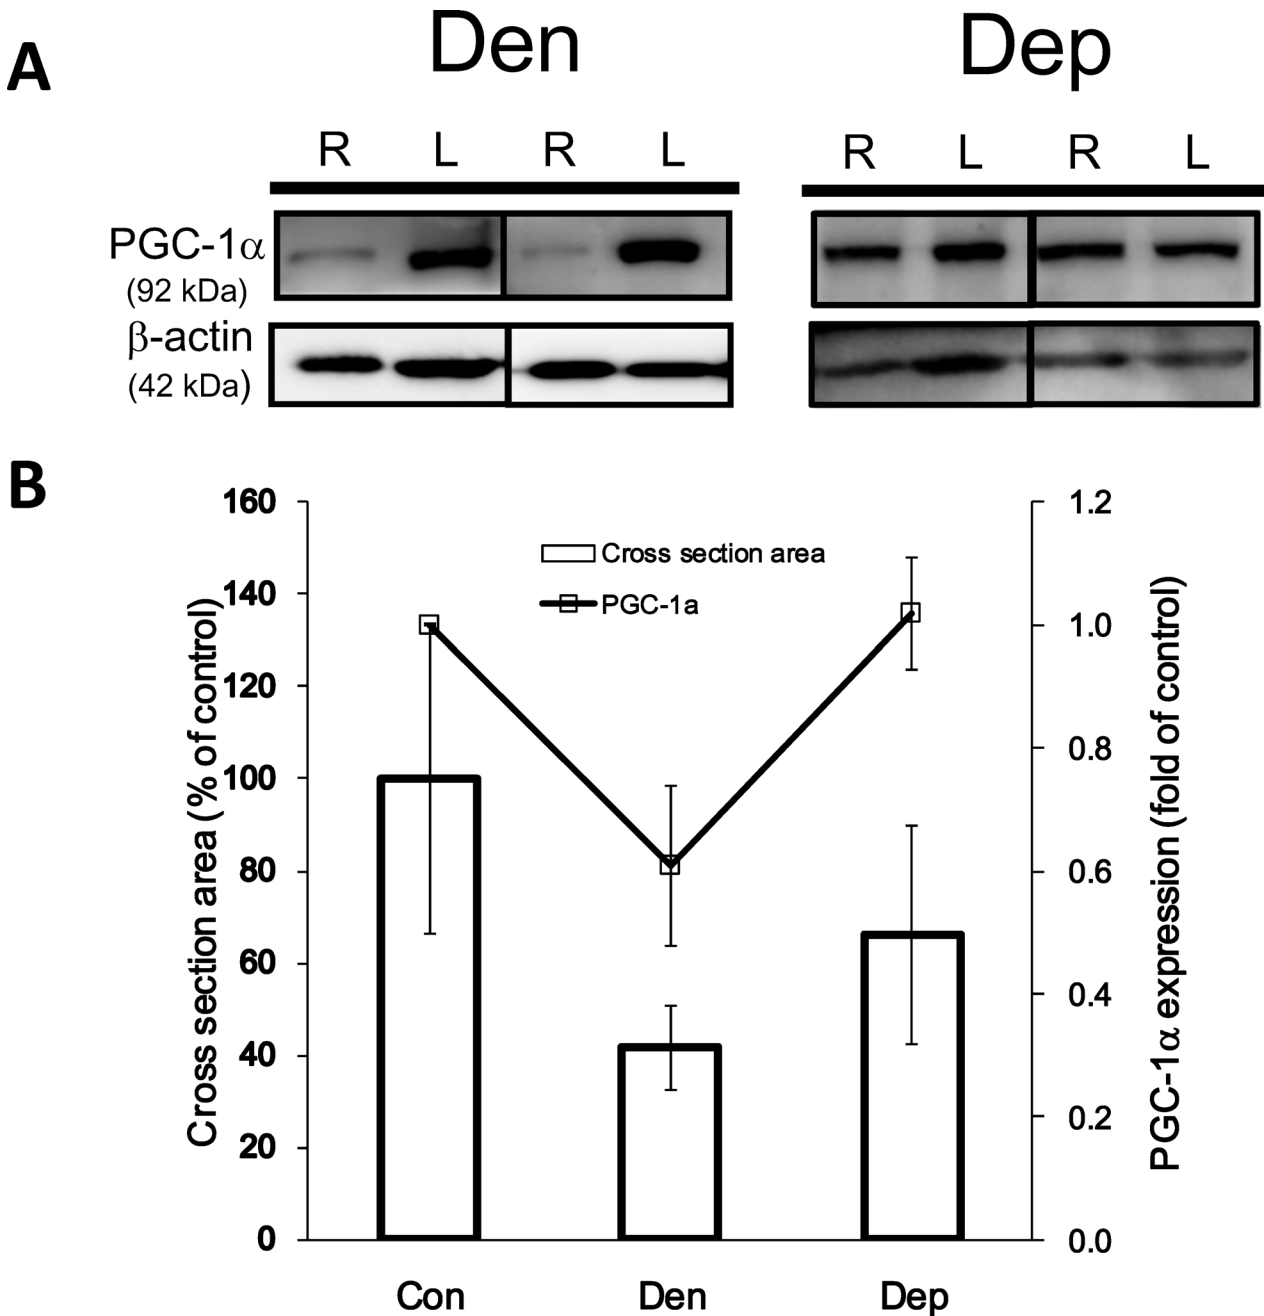 A
Den
Dep
R L R L
R L R L
PGC-1α
(92 kDa)
β-actin
(42 kDa)
B
Cross section area (% of control)
160
140
120
100
80
60
40
20
0
Cross section area
PGC-1a
1.2
1.0
0.8
0.6
0.4
0.2
0.0
PGC-1α expression (fold of control)
Con Den Dep